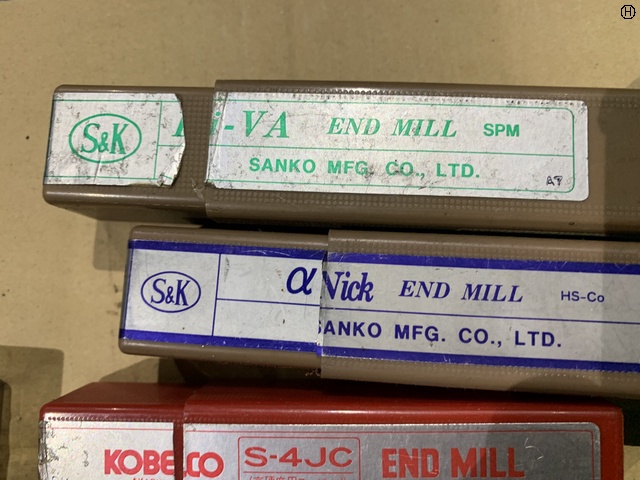 S&K
i-VA END MILL SPM
SANKO MFG. CO., LTD.
S&K
αNick END MILL HS-Co
SANKO MFG. CO., LTD.
KOBELCO S-4JC END MILL
H